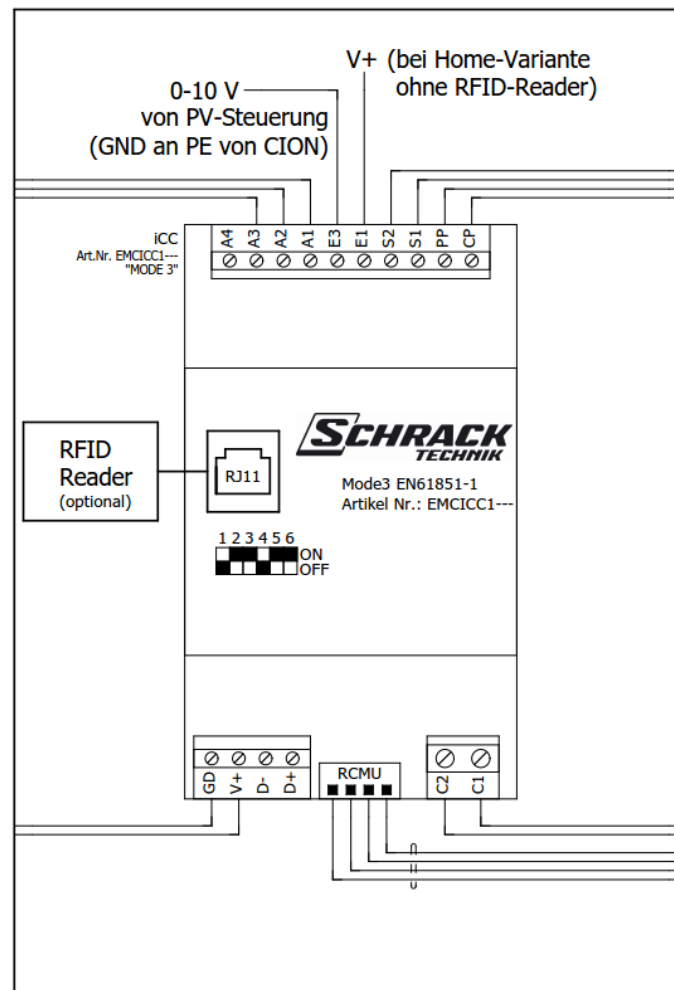 V+ (bei Home-Variante
ohne RFID-Reader)
0-10 V
von PV-Steuerung
(GND an PE von CION)
iCC
Art.Nr. EMCICC1---
"MODE 3"
A4 A3 A2 A1 E3 E1 S2 S1 PP CP
SCHRACK
TECHNIK
RFID
Reader
(optional)
RJ11
Mode3 EN61851-1
Artikel Nr.: EMCICC1---
1 2 3 4 5 6
ON
OFF
GD V+ D- D+
RCMU
C2 C1